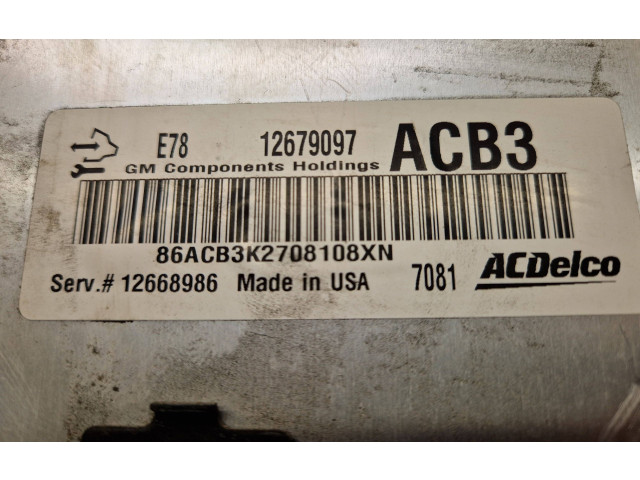 E78 12679097 ACB3
GM Components Holdings
86ACB3K2708108XN
Serv.# 12668986 Made in USA 7081 ACDelco